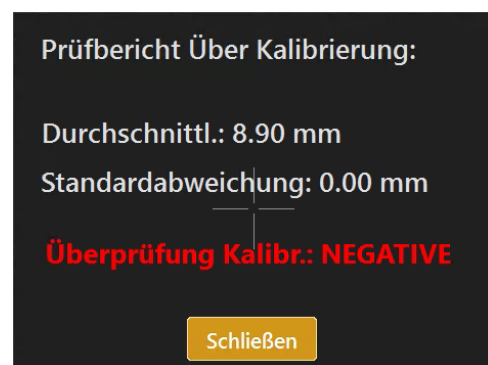 Prüfbericht Über Kalibrierung:
Durchschnittl.: 8.90 mm
Standardabweichung: 0.00 mm
Überprüfung Kalibr.: NEGATIVE
Schließen